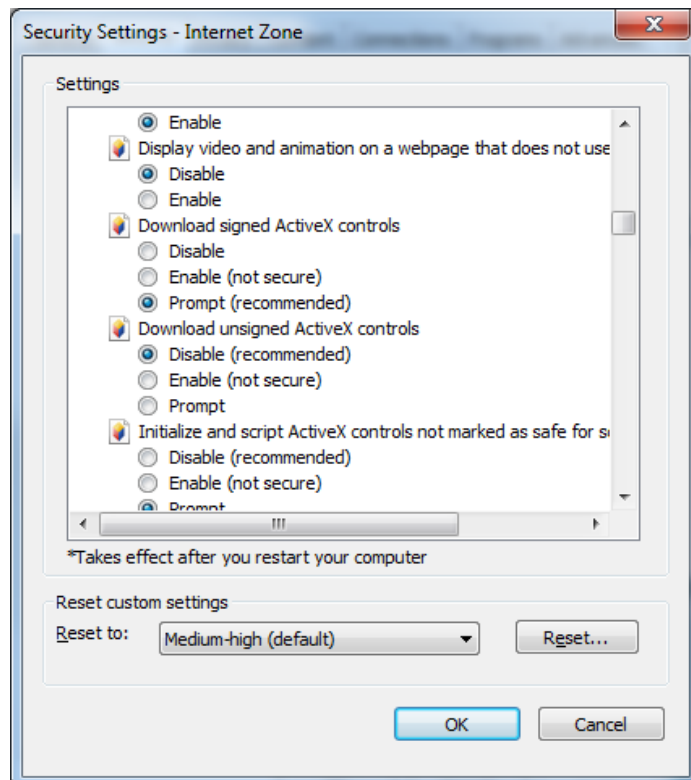 Security Settings - Internet Zone
Settings
Enable
Display video and animation on a webpage that does not use
Disable
Enable
Download signed ActiveX controls
Disable
Enable (not secure)
Prompt (recommended)
Download unsigned ActiveX controls
Disable (recommended)
Enable (not secure)
Prompt
Initialize and script ActiveX controls not marked as safe for
Disable (recommended)
Enable (not secure)
Prompt
*Takes effect after you restart your computer
Reset custom settings
Reset to: Medium-high (default) Reset...
OK Cancel